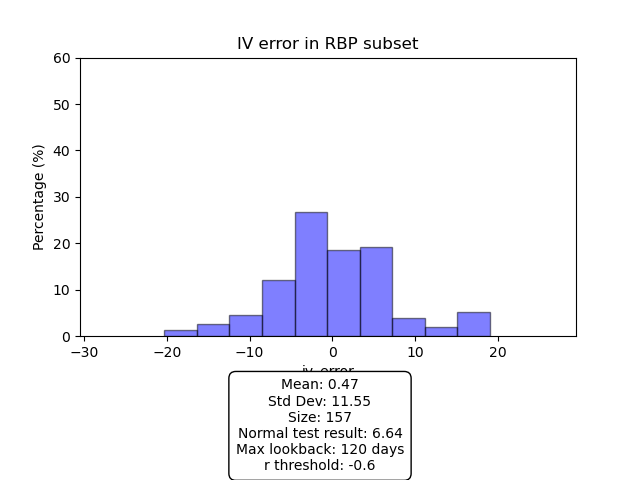 IV error in RBP subset
60
50
40
30
20
10
0
Percentage (%)
−30
−20
−10
0
10
20
iv_error
Mean: 0.47
Std Dev: 11.55
Size: 157
Normal test result: 6.64
Max lookback: 120 days
r threshold: -0.6